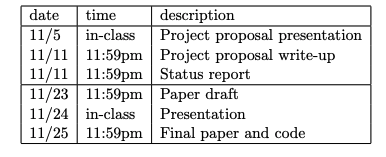 date time description
11/5 in-class Project proposal presentation
11/11 11:59pm Project proposal write-up
11/11 11:59pm Status report
11/23 11:59pm Paper draft
11/24 in-class Presentation
11/25 11:59pm Final paper and code